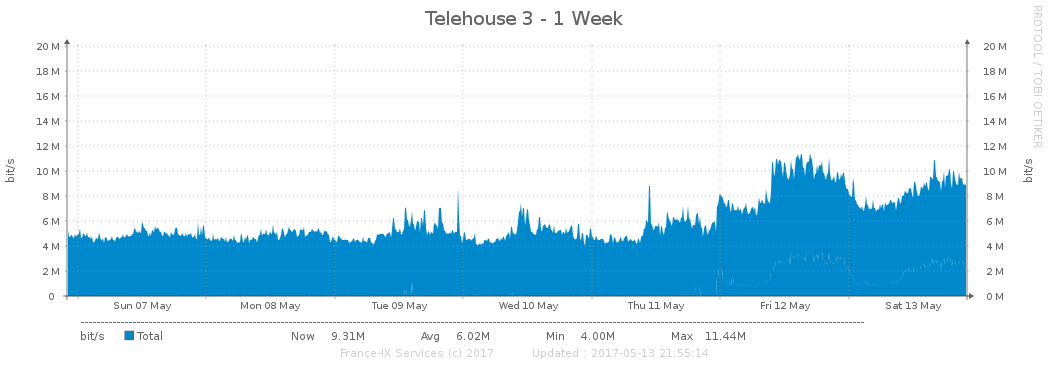 Telehouse 3 - 1 Week
RRDTOOL / TOBI OETIKER
20 M 20 M
18 M 18 M
16 M 16 M
14 M 14 M
12 M 12 M
10 M 10 M
8 M 8 M
6 M 6 M
4 M 4 M
2 M 2 M
0 0 M
bit/s bit/s
Sun 07 May Mon 08 May Tue 09 May Wed 10 May Thu 11 May Fri 12 May Sat 13 May
bit/s Total Now 9.31M Avg 6.02M Min 4.00M Max 11.44M
France-IX Services (c) 2017 Updated : 2017-05-13 21:55:14